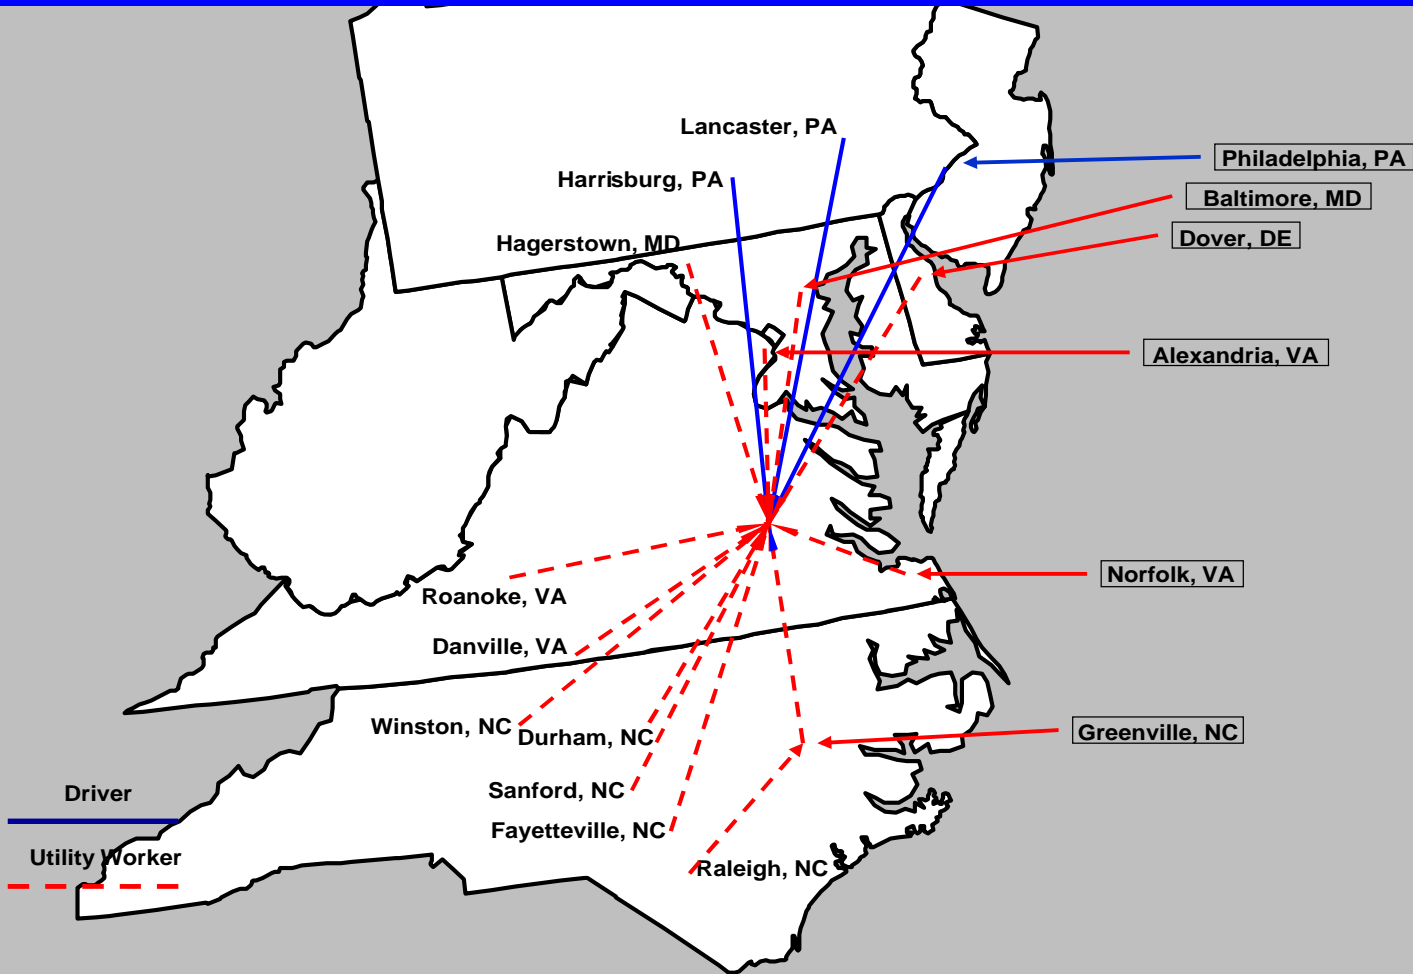 Lancaster, PA
Philadelphia, PA
Harrisburg, PA
Baltimore, MD
Hagerstown, MD
Dover, DE
Alexandria, VA
Norfolk, VA
Roanoke, VA
Danville, VA
Winston, NC
Durham, NC
Greenville, NC
Sanford, NC
Driver
Fayetteville, NC
Utility Worker
Raleigh, NC